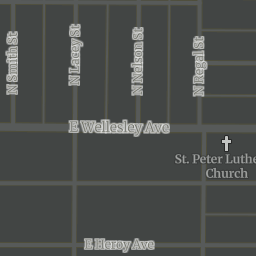 N Smith St
N Lacey St
N Nelson St
N Regal St
E Wellesley Ave
St. Peter Luthe
Church
E Heroy Ave